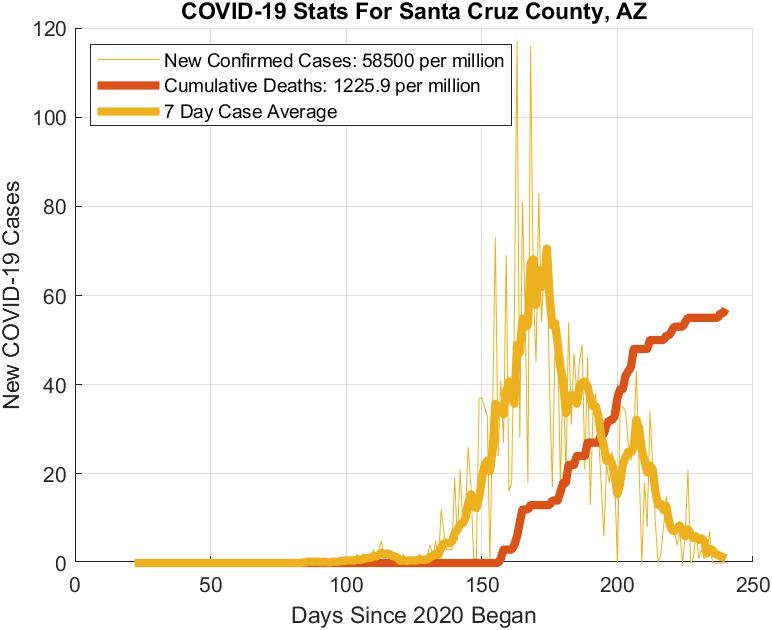 COVID-19 Stats For Santa Cruz County, AZ
New Confirmed Cases: 58500 per million
Cumulative Deaths: 1225.9 per million
7 Day Case Average
New COVID-19 Cases
120
100
80
60
40
20
0
0 50 100 150 200 250
Days Since 2020 Began